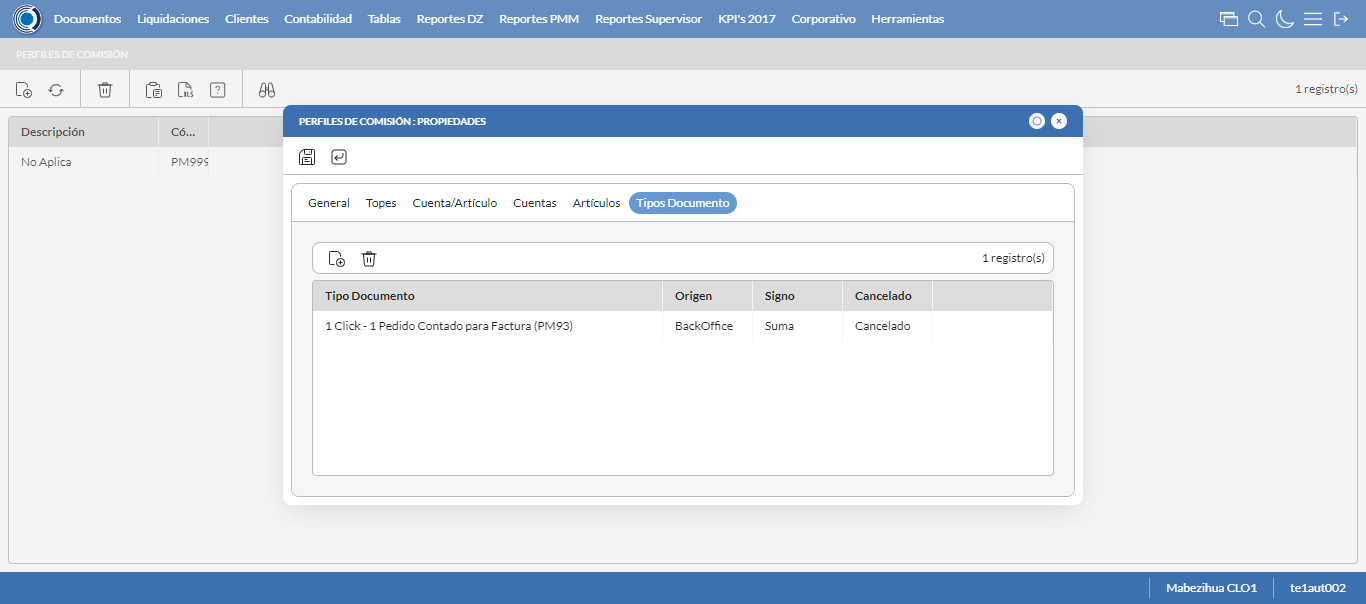 Documentos Liquidaciones Clientes Contabilidad Tablas Reportes DZ Reportes PMM Reportes Supervisor KPI's 2017 Corporativo Herramientas
PERFILES DE COMISIÓN
XLS ?
1 registro(s)
Descripción Có...
No Aplica PM999
PERFILES DE COMISIÓN : PROPIEDADES
General Topes Cuenta/Artículo Cuentas Artículos Tipos Documento
1 registro(s)
Tipo Documento Origen Signo Cancelado
1 Click - 1 Pedido Contado para Factura (PM93) BackOffice Suma Cancelado
Mabezihua CLO1 te1aut002